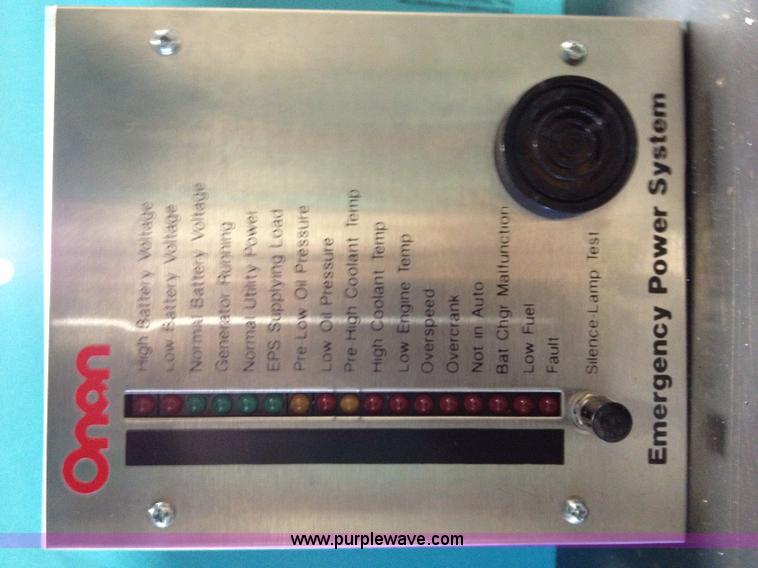 Onan
High Battery Voltage
Low Battery Voltage
Normal Battery Voltage
Generator Running
Normal Utility Power
EPS Supplying Load
Pre Low Oil Pressure
Low Oil Pressure
Pre High Coolant Temp
High Coolant Temp
Low Engine Temp
Overspeed
Overcrank
Not in Auto
Bat Chgr Malfunction
Low Fuel
Fault
Silence-Lamp Test
Emergency Power System
www.purplewave.com